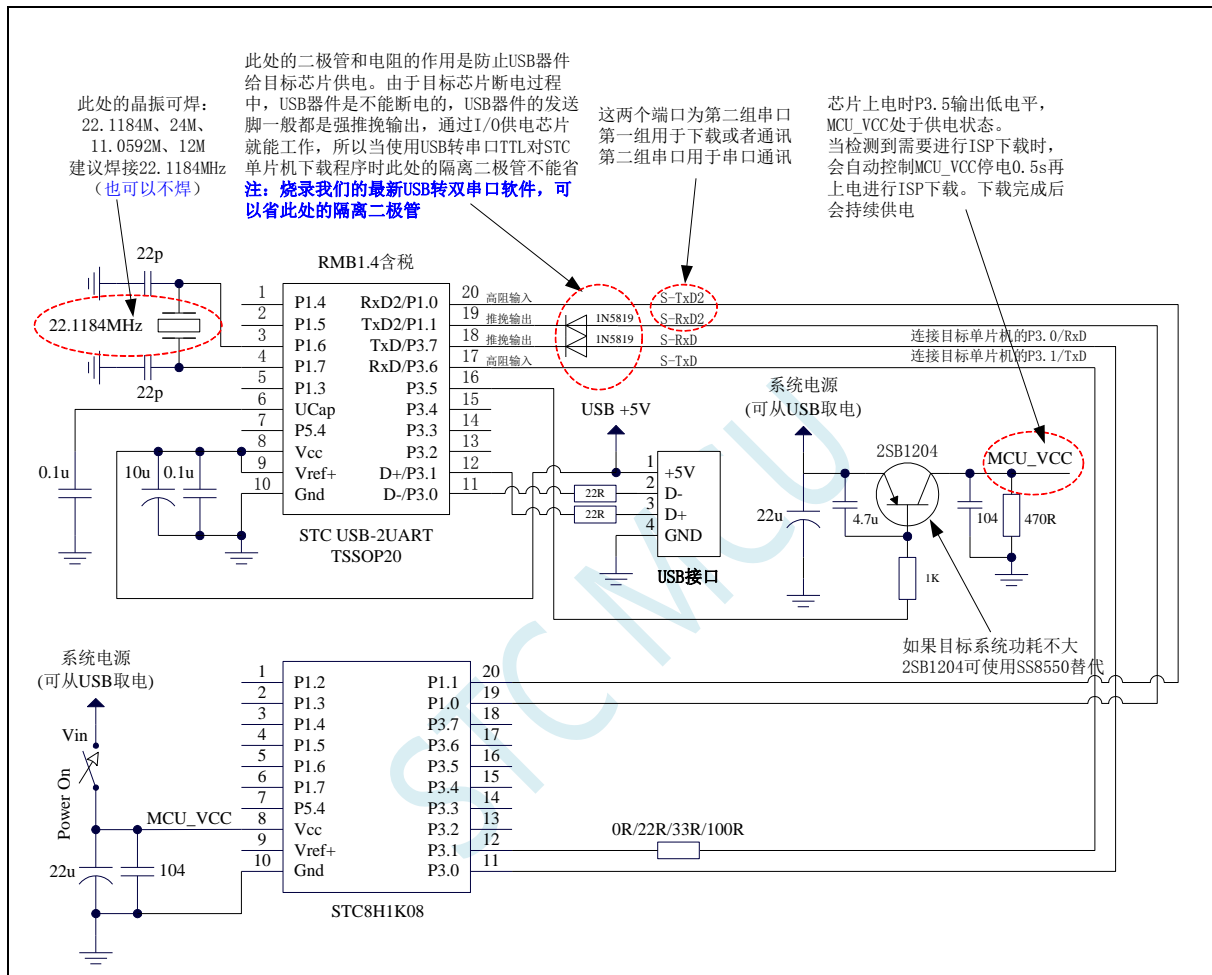 此处的二极管和电阻的作用是防止USB器件
给目标芯片供电。由于目标芯片断电过程
中，USB器件是不能断电的，USB器件的发送
脚一般都是强推挽输出，通过I/O供电芯片
就能工作，所以当使用USB转串口TTL对STC
单片机下载程序时此处的隔离二极管不能省
注：烧录我们的最新USB转双串口软件，可
以省此处的隔离二极管
此处的晶振可焊：
22.1184M、24M、
11.0592M、12M
建议焊接22.1184MHz
（也可以不焊）
这两个端口为第二组串口
第一组用于下载或者通讯
第二组串口用于串口通讯
芯片上电时P3.5输出低电平，
MCU_VCC处于供电状态。
当检测到需要进行ISP下载时，
会自动控制MCU_VCC停电0.5s再
上电进行ISP下载。下载完成后
会持续供电
22p
22.1184MHz
22p
RMB1.4含税
1 P1.4 RxD2/P1.0 20 高阻输入 S-TxD2
2 P1.5 TxD2/P1.1 19 推挽输出 1N5819 S-RxD2
3 P1.6 TxD/P3.7 18 推挽输出 1N5819 S-RxD 连接目标单片机的P3.0/RxD
4 P1.7 RxD/P3.6 17 高阻输入 S-TxD 连接目标单片机的P3.1/TxD
5 P1.3 P3.5 16
6 UCap P3.4 15
7 P5.4 P3.3 14
8 Vcc P3.2 13
9 Vref+ D+/P3.1 12
10 Gnd D-/P3.0 11
STC USB-2UART
TSSOP20
0.1u
10u
0.1u
USB +5V
22R
22R
1 +5V
2 D-
3 D+
4 GND
USB接口
系统电源
(可从USB取电)
2SB1204
MCU_VCC
22u
4.7u
104
470R
1K
如果目标系统功耗不大
2SB1204可使用SS8550替代
STC MCU
系统电源
(可从USB取电)
Vin
Power On
MCU_VCC
22u
104
1 P1.2 P1.1 20
2 P1.3 P1.0 19
3 P1.4 P3.7 18
4 P1.5 P3.6 17
5 P1.6 P3.5 16
6 P1.7 P3.4 15
7 P5.4 P3.3 14
8 Vcc P3.2 13
9 Vref+ P3.1 12
10 Gnd P3.0 11
0R/22R/33R/100R
STC8H1K08